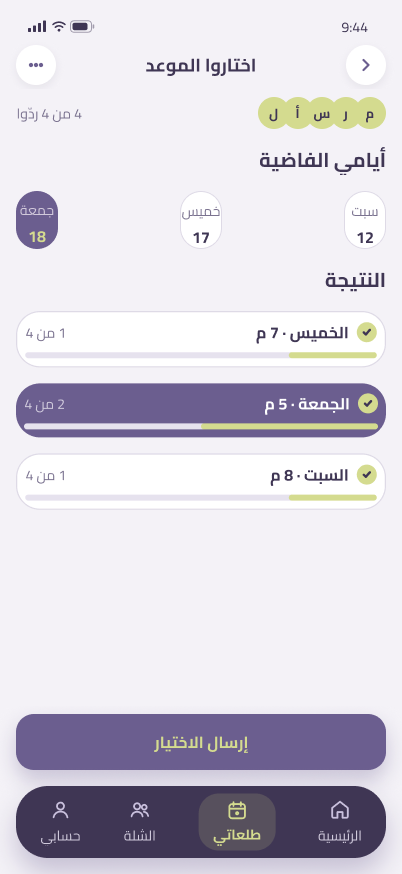 9:44
اختاروا الموعد
م ر س أ ل
4 من 4 ردّوا
أيامي الفاضية
سبت 12
خميس 17
جمعة 18
النتيجة
الخميس · 7 م
1 من 4
الجمعة · 5 م
2 من 4
السبت · 8 م
1 من 4
إرسال الاختيار
الرئيسية
طلعاتي
الشلة
حسابي